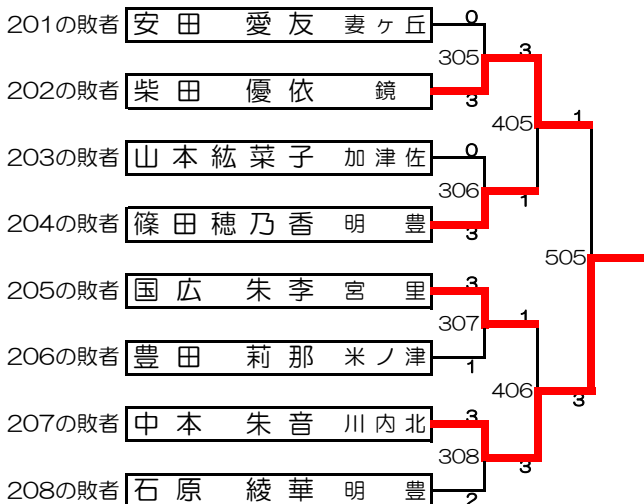 201の敗者 安田 愛友 妻ヶ丘 0
305 3
202の敗者 柴田 優依 鏡 3
405 1
203の敗者 山本紘菜子 加津佐 0
306 1
204の敗者 篠田穂乃香 明豊 3
505
205の敗者 国広 朱李 宮里 3
307 1
206の敗者 豊田 莉那 米ノ津 1
406 3
207の敗者 中本 朱音 川内北 3
308 3
208の敗者 石原 綾華 明豊 2